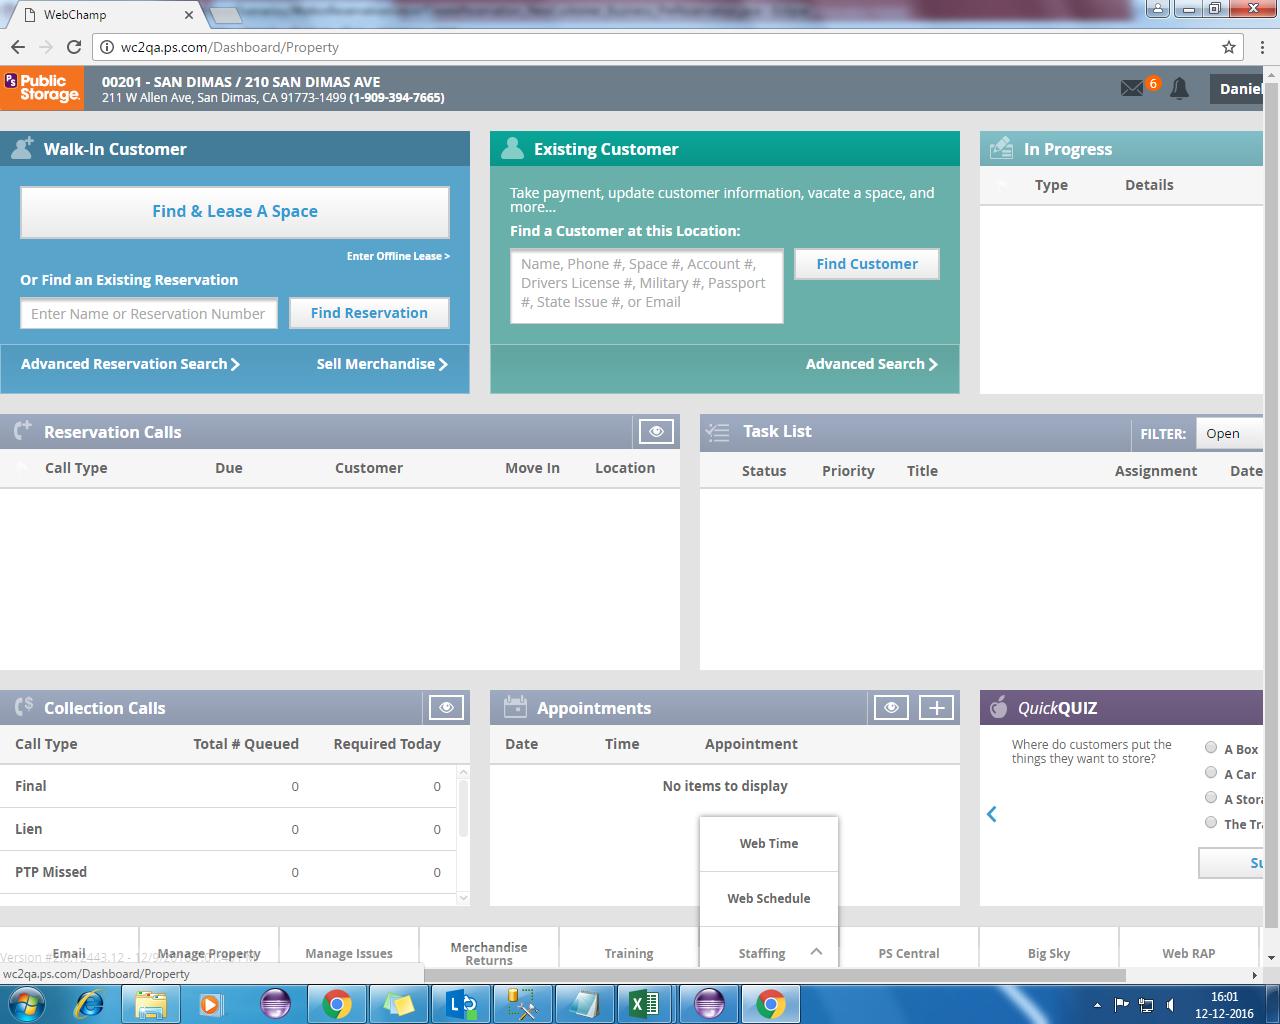 WebChamp
wc2qa.ps.com/Dashboard/Property
PS Public Storage.
00201 - SAN DIMAS / 210 SAN DIMAS AVE
211 W Allen Ave, San Dimas, CA 91773-1499 (1-909-394-7665)
6
Daniel
Walk-In Customer
Find & Lease A Space
Enter Offline Lease >
Or Find an Existing Reservation
Enter Name or Reservation Number
Find Reservation
Advanced Reservation Search
Sell Merchandise
Existing Customer
Take payment, update customer information, vacate a space, and
more...
Find a Customer at this Location:
Name, Phone #, Space #, Account #,
Drivers License #, Military #, Passport
#, State Issue #, or Email
Find Customer
Advanced Search
In Progress
Type Details
Reservation Calls
Call Type Due Customer Move In Location
Task List
FILTER: Open
Status Priority Title Assignment Date
Collection Calls
Call Type Total # Queued Required Today
Final 0 0
Lien 0 0
PTP Missed 0 0
Appointments
Date Time Appointment
No items to display
QuickQUIZ
Where do customers put the
things they want to store?
A Box
A Car
A Stor
The Tr
Su
Web Time
Web Schedule
Email
Manage Property
Manage Issues
Merchandise
Returns
Training
Staffing
PS Central
Big Sky
Web RAP
wc2qa.ps.com/Dashboard/Property
16:01
12-12-2016